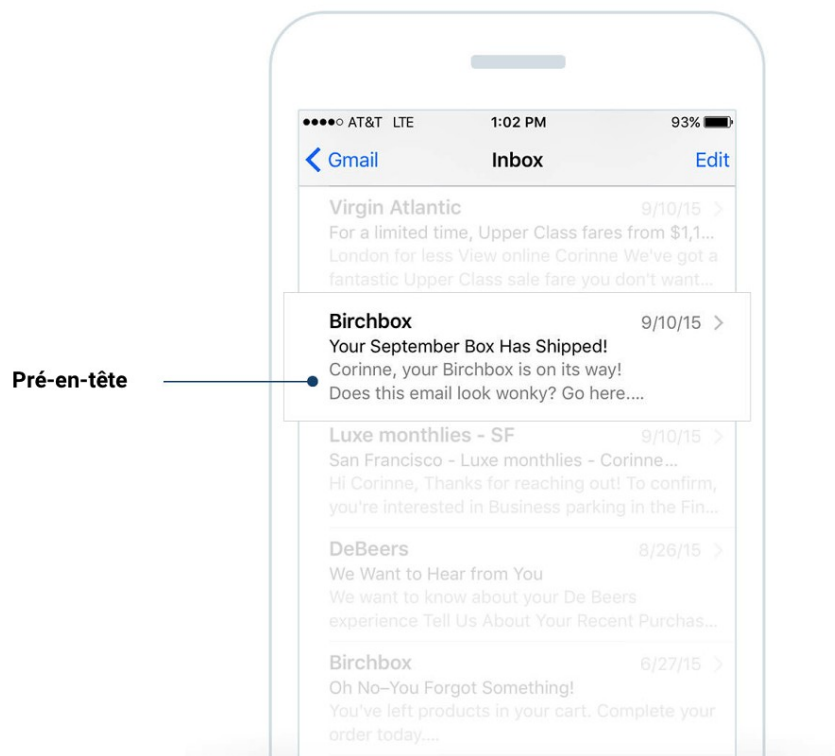 AT&T LTE 1:02 PM 93%
Gmail Inbox Edit
Virgin Atlantic 9/10/15
For a limited time, Upper Class fares from $1,1...
London for less View online Corinne We've got a
fantastic Upper Class sale fare you don't want...
Birchbox 9/10/15
Your September Box Has Shipped!
Corinne, your Birchbox is on its way!
Pré-en-tête
Does this email look wonky? Go here....
Luxe monthlies - SF 9/10/15
San Francisco - Luxe monthlies - Corinne...
Hi Corinne, Thanks for reaching out! To confirm,
you're interested in Business parking in the Fin...
DeBeers 8/26/15
We Want to Hear from You
We want to know about your De Beers
experience Tell Us About Your Recent Purchas...
Birchbox 6/27/15
Oh No–You Forgot Something!
You've left products in your cart. Complete your
order today....